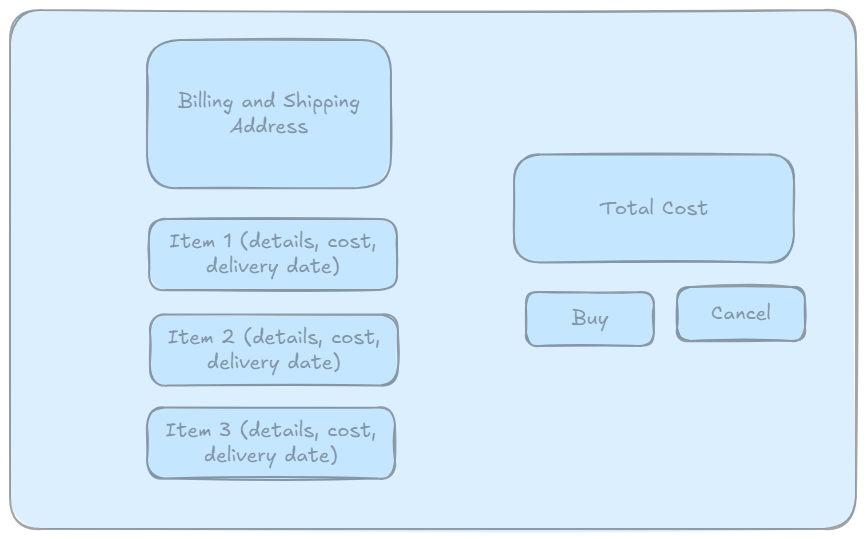 Billing and Shipping
Address
Item 1 (details, cost,
delivery date)
Item 2 (details, cost,
delivery date)
Item 3 (details, cost,
delivery date)
Total Cost
Buy
Cancel